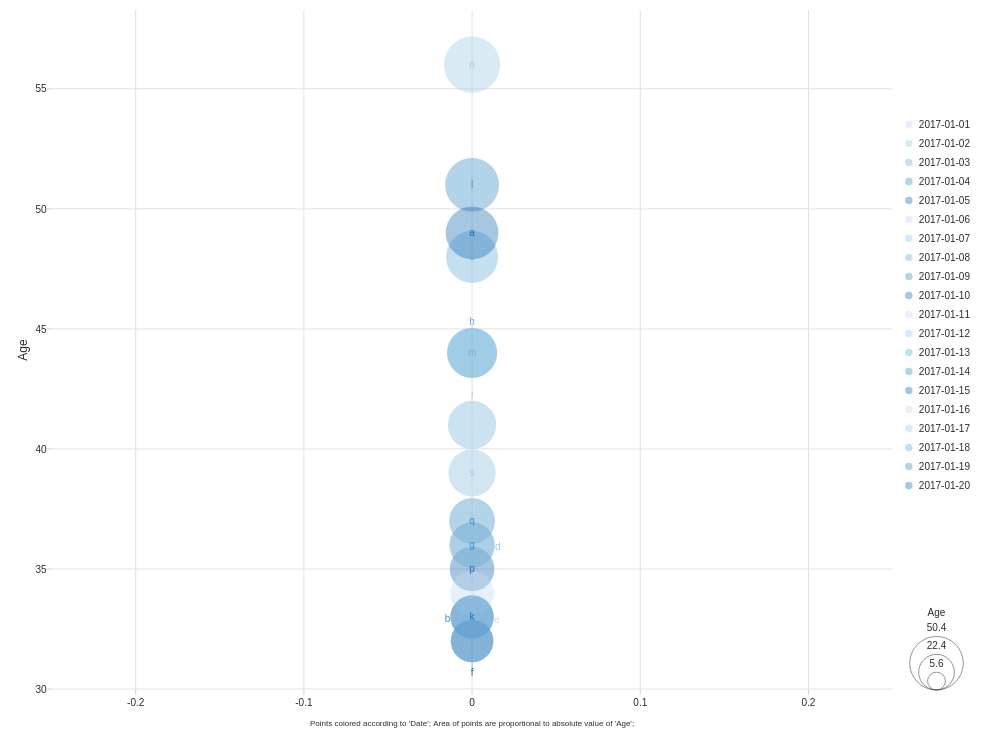 n
55
l
50
a
h
45
m
i
40
s
q
g
d
35
p
b
k
e
f
30
Age
-0.2
-0.1
0
0.1
0.2
Points colored according to 'Date'; Area of points are proportional to absolute value of 'Age';
2017-01-01
2017-01-02
2017-01-03
2017-01-04
2017-01-05
2017-01-06
2017-01-07
2017-01-08
2017-01-09
2017-01-10
2017-01-11
2017-01-12
2017-01-13
2017-01-14
2017-01-15
2017-01-16
2017-01-17
2017-01-18
2017-01-19
2017-01-20
Age
50.4
22.4
5.6